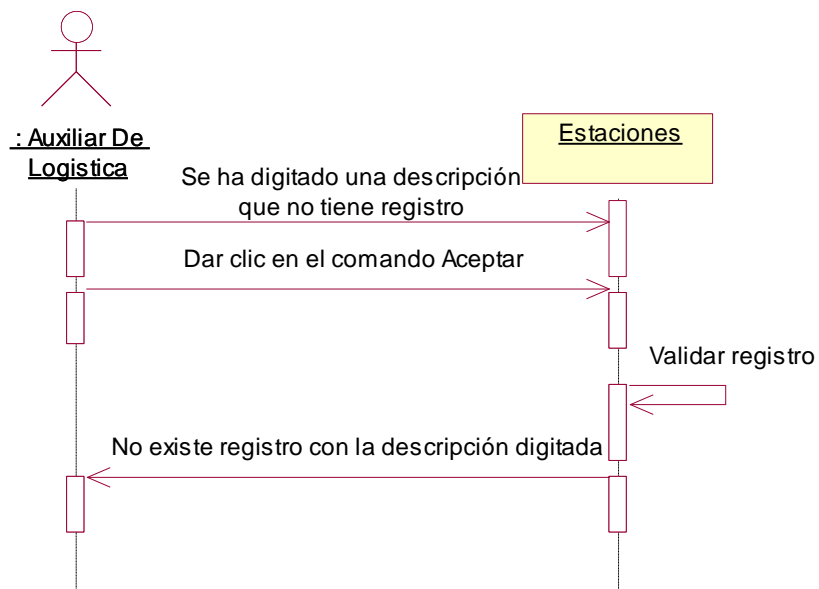 : Auxiliar De
Logistica
Estaciones
Se ha digitado una descripción
que no tiene registro
Dar clic en el comando Aceptar
Validar registro
No existe registro con la descripción digitada